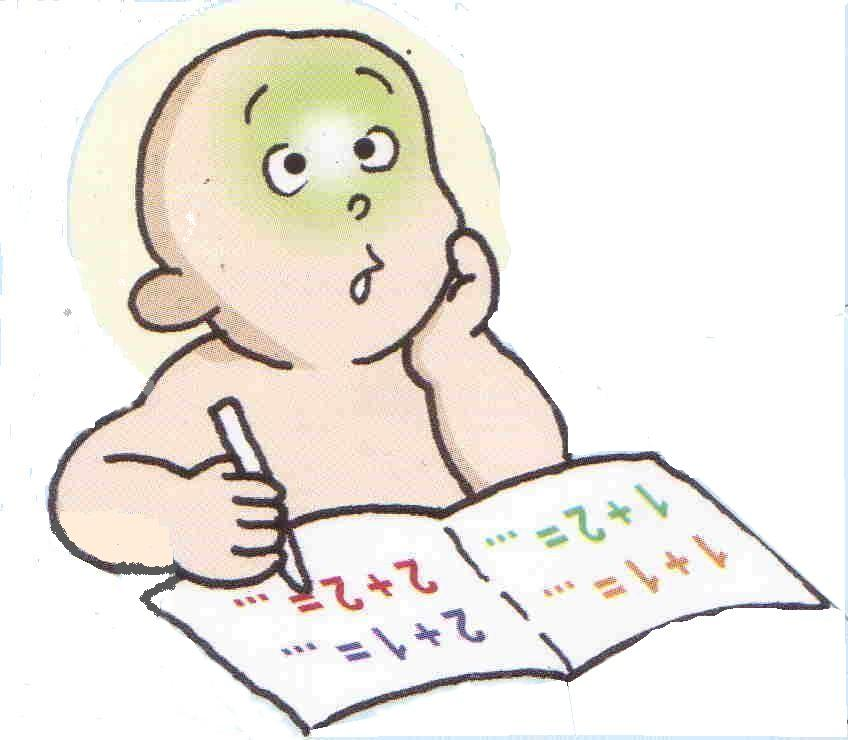 1+1= ...
1+2= ...
2+1= ...
2+2= ...